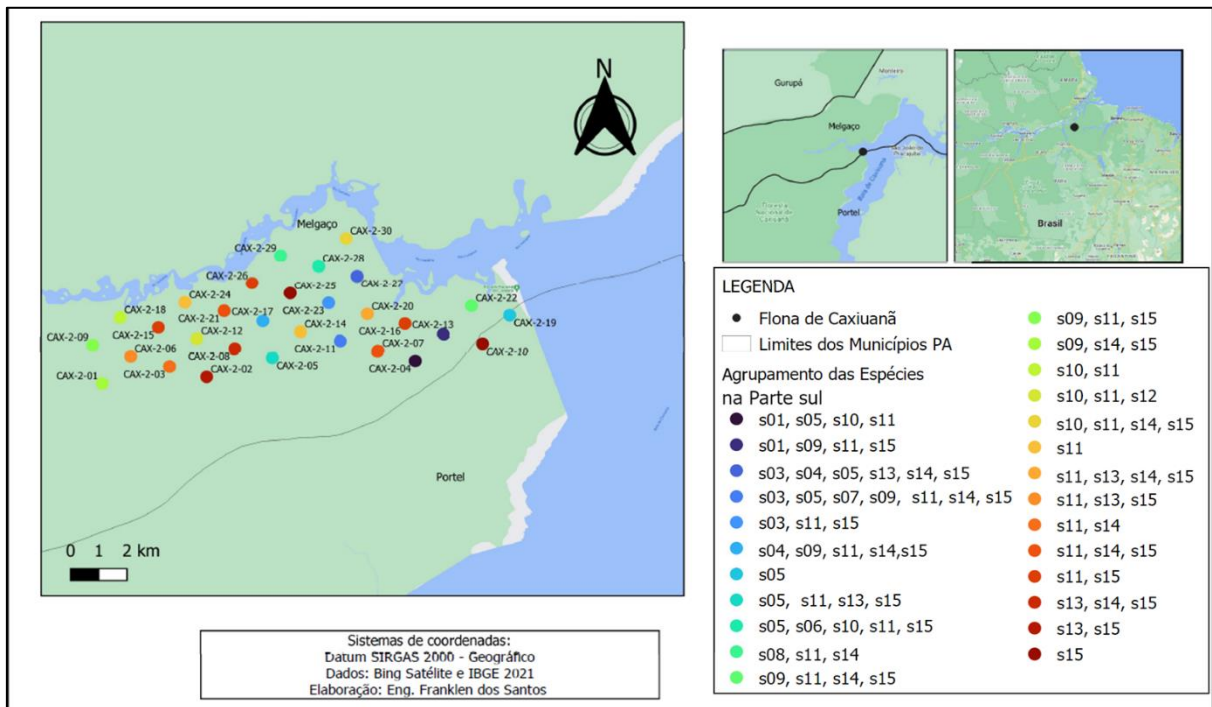 N
Melgaço
CAX-2-30
CAX-2-29
CAX-2-28
CAX-2-26
CAX-2-25
CAX-2-27
CAX-2-24
CAX-2-23
CAX-2-22
CAX-2-18
CAX-2-17
CAX-2-20
CAX-2-21
CAX-2-19
CAX-2-15
CAX-2-12
CAX-2-14
CAX-2-16
CAX-2-13
CAX-2-09
CAX-2-06
CAX-2-08
CAX-2-11
CAX-2-07
CAX-2-10
CAX-2-03
CAX-2-02
CAX-2-05
CAX-2-04
CAX-2-01
Portel
0 1 2 km
Sistemas de coordenadas:
Datum SIRGAS 2000 - Geográfico
Dados: Bing Satélite e IBGE 2021
Elaboração: Eng. Franklen dos Santos
Gurupá
Melgaço
Baía de Caxiuanã
Floresta
Nacional de
Caxiuanã
Portel
Brasil
LEGENDA
Flona de Caxiuanã
Limites dos Municípios PA
Agrupamento das Espécies
na Parte sul
s01, s05, s10, s11
s01, s09, s11, s15
s03, s04, s05, s13, s14, s15
s03, s05, s07, s09, s11, s14, s15
s03, s11, s15
s04, s09, s11, s14,s15
s05
s05, s11, s13, s15
s05, s06, s10, s11, s15
s08, s11, s14
s09, s11, s14, s15
s09, s11, s15
s09, s14, s15
s10, s11
s10, s11, s12
s10, s11, s14, s15
s11
s11, s13, s14, s15
s11, s13, s15
s11, s14
s11, s14, s15
s11, s15
s13, s14, s15
s13, s15
s15